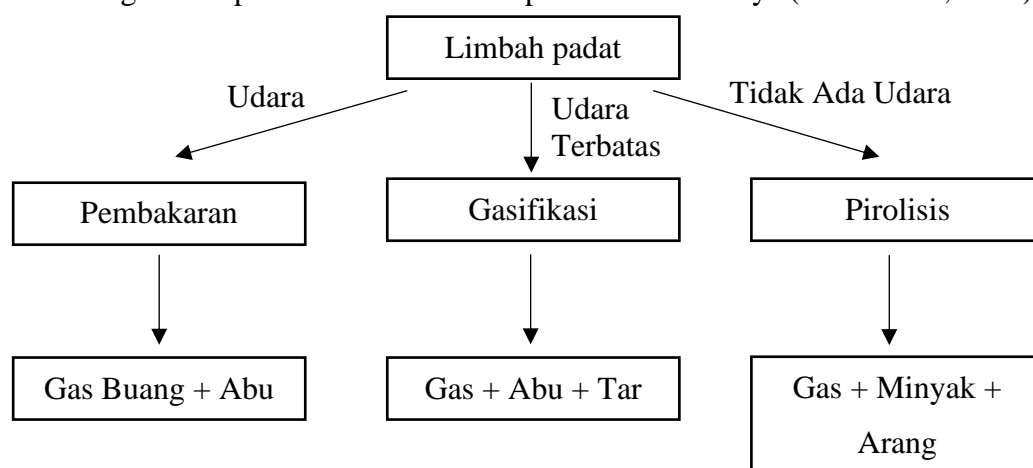 Limbah padat
Udara
Udara
Terbatas
Tidak Ada Udara
Pembakaran
Gasifikasi
Pirolisis
Gas Buang + Abu
Gas + Abu + Tar
Gas + Minyak +
Arang